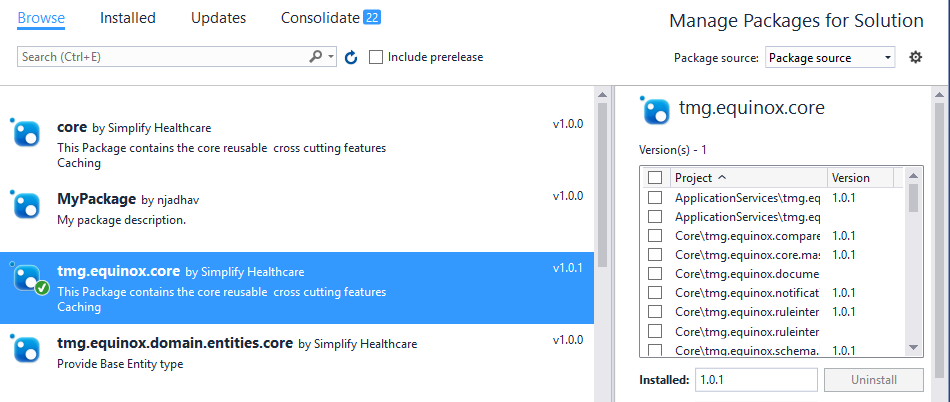 Browse Installed Updates Consolidate 22
Manage Packages for Solution
Search (Ctrl+E) Include prerelease
Package source: Package source
core by Simplify Healthcare v1.0.0
This Package contains the core reusable cross cutting features
Caching
MyPackage by njadhav v1.0.0
My package description.
tmg.equinox.core by Simplify Healthcare v1.0.1
This Package contains the core reusable cross cutting features
Caching
tmg.equinox.domain.entities.core by Simplify Healthcare v1.0.0
Provide Base Entity type
tmg.equinox.core
Version(s) - 1
Project Version
ApplicationServices\tmg.eq 1.0.1
ApplicationServices\tmg.eq
Core\tmg.equinox.compare 1.0.1
Core\tmg.equinox.core.mas 1.0.1
Core\tmg.equinox.docume
Core\tmg.equinox.notificat 1.0.1
Core\tmg.equinox.ruleinter 1.0.1
Core\tmg.equinox.ruleinter
Core\tmg.equinox.schema. 1.0.1
Installed: 1.0.1 Uninstall